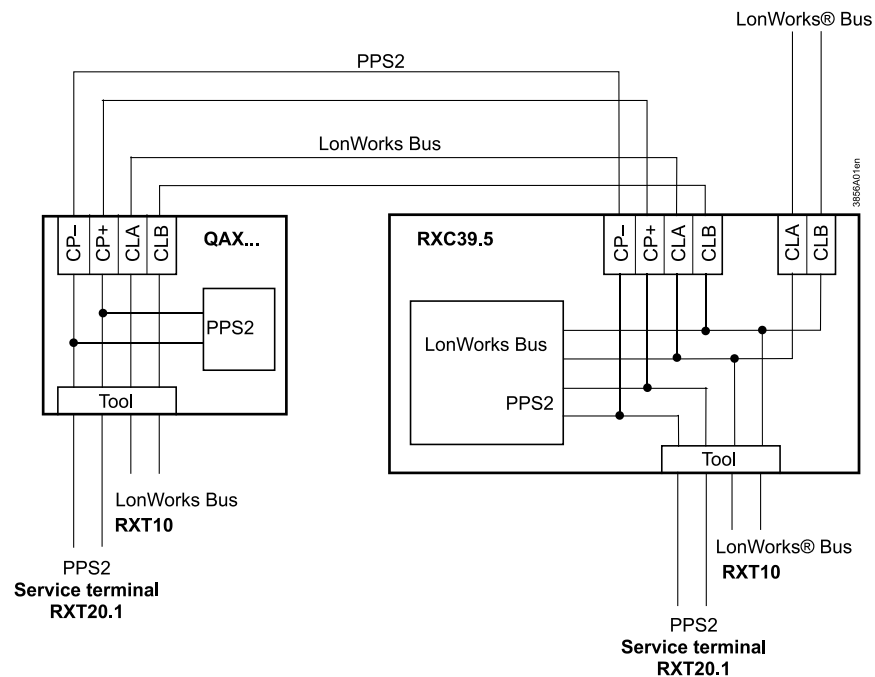 LonWorks® Bus
PPS2
LonWorks Bus
3856A01en
CP– CP+ CLA CLB
QAX...
PPS2
Tool
LonWorks Bus
RXT10
PPS2
Service terminal
RXT20.1
RXC39.5
CP– CP+ CLA CLB
CLA CLB
LonWorks Bus
PPS2
Tool
LonWorks® Bus
RXT10
PPS2
Service terminal
RXT20.1